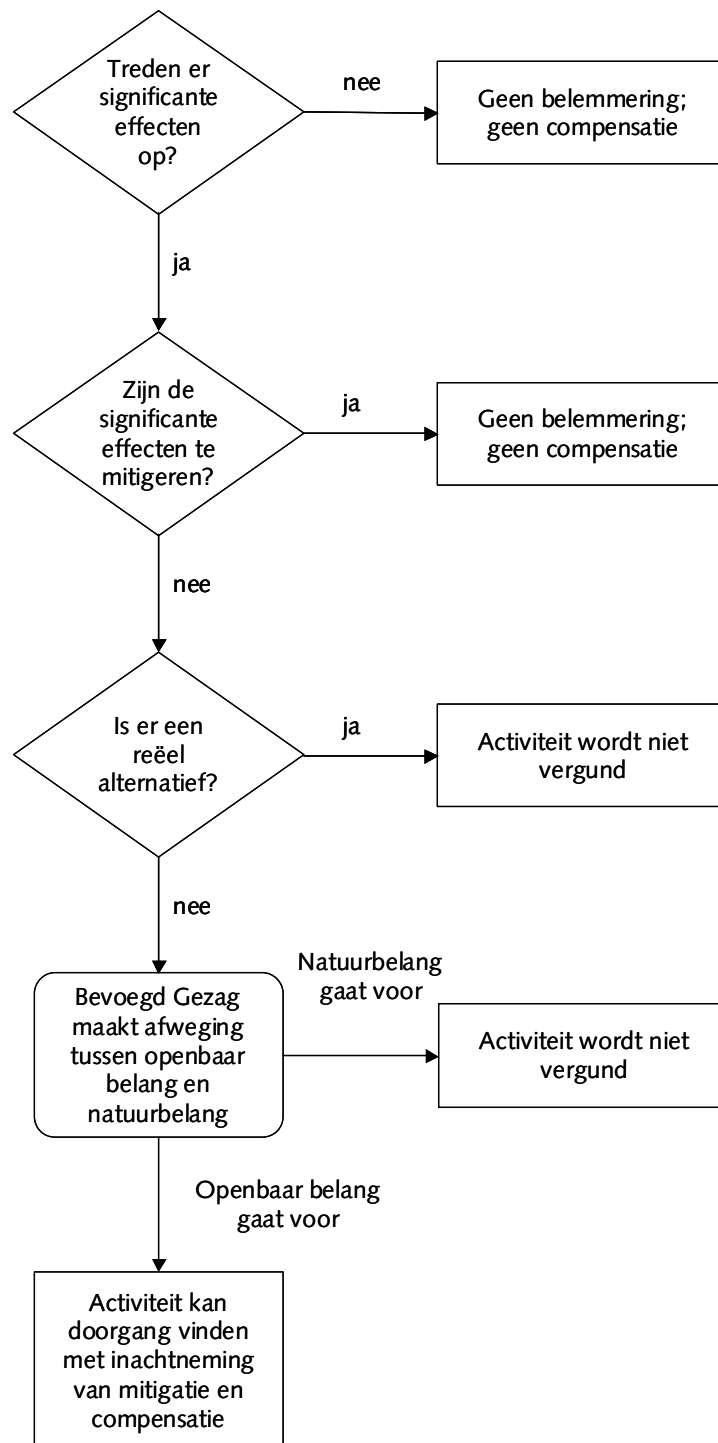 Treden er
significante
effecten
op?
nee
Geen belemmering;
geen compensatie
ja
Zijn de
significante
effecten te
mitigeren?
ja
Geen belemmering;
geen compensatie
nee
Is er een
reëel
alternatief?
ja
Activiteit wordt niet
vergund
nee
Bevoegd Gezag
maakt afweging
tussen openbaar
belang en
natuurbelang
Natuurbelang
gaat voor
Activiteit wordt niet
vergund
Openbaar belang
gaat voor
Activiteit kan
doorgang vinden
met inachtneming
van mitigatie en
compensatie